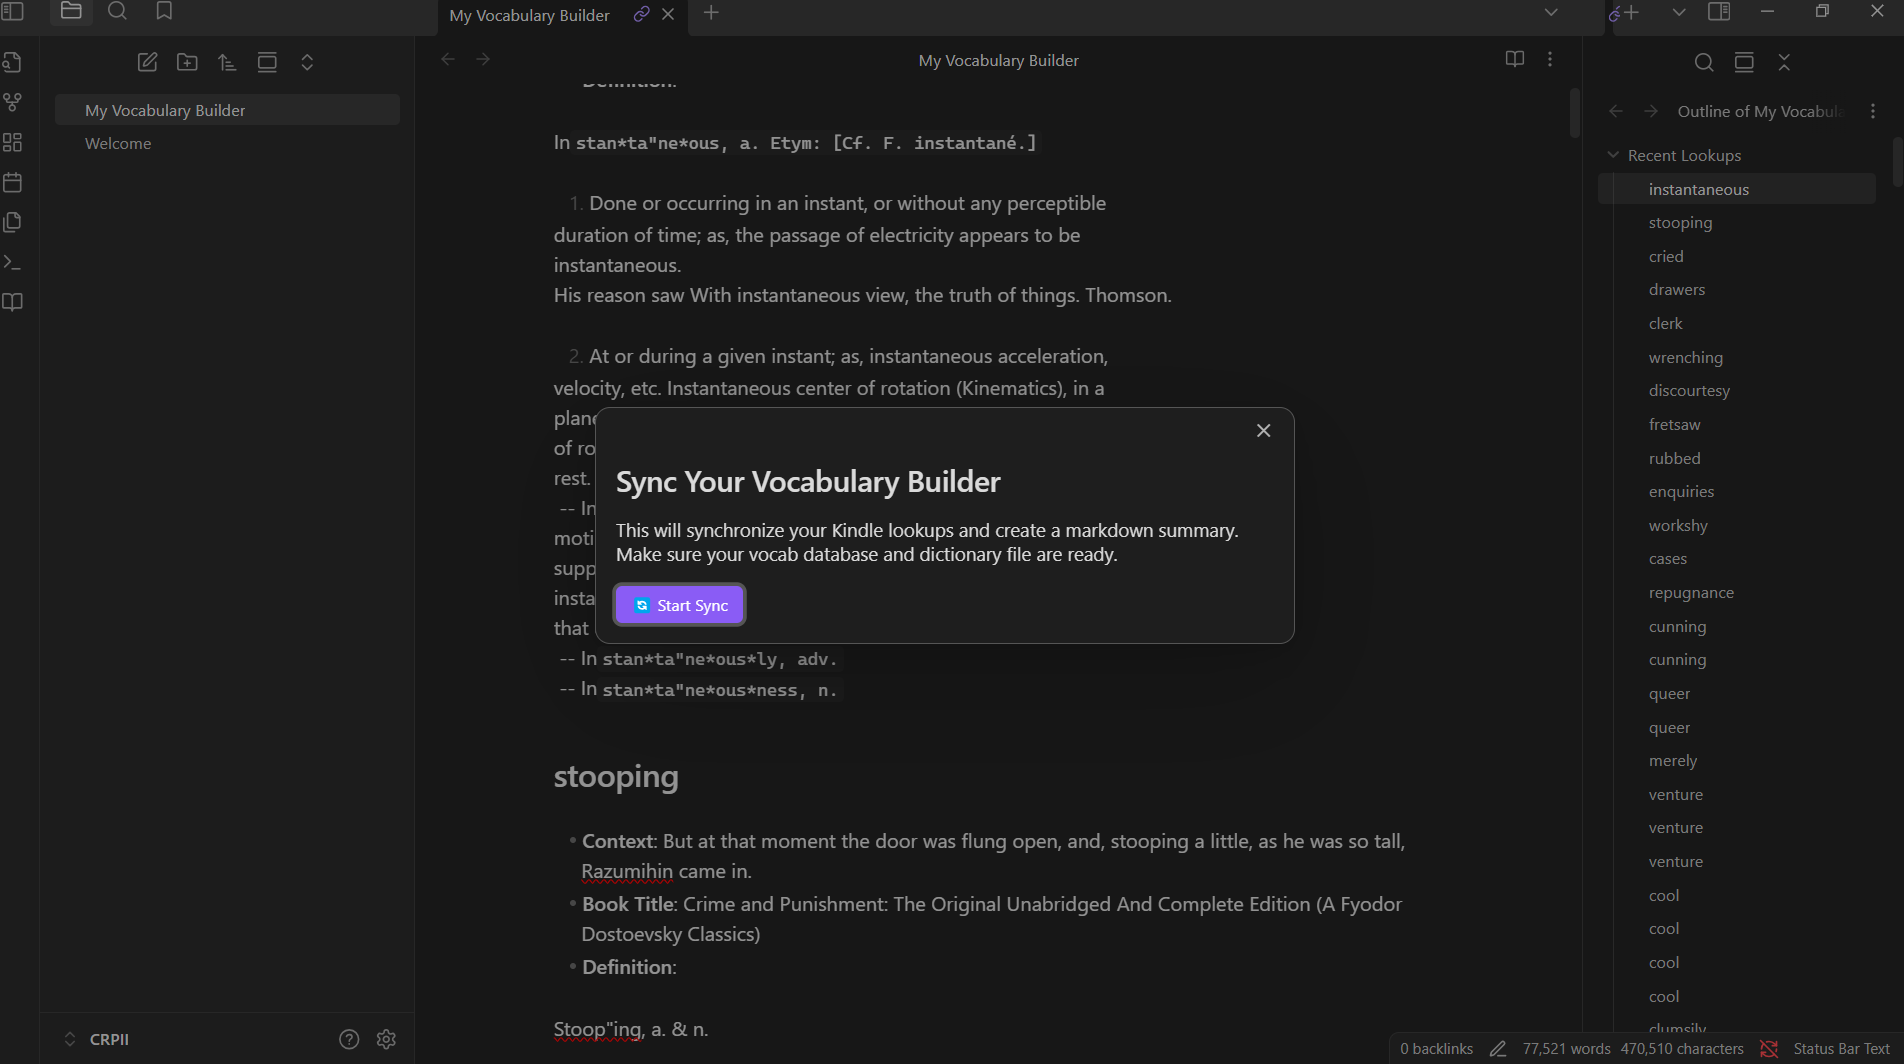 My Vocabulary Builder
My Vocabulary Builder
Welcome
CRPII
My Vocabulary Builder
Definition:
In stan*ta"ne*ous, a. Etym: [Cf. F. instantané.]
1. Done or occurring in an instant, or without any perceptible
duration of time; as, the passage of electricity appears to be
instantaneous.
His reason saw With instantaneous view, the truth of things. Thomson.
2. At or during a given instant; as, instantaneous acceleration,
velocity, etc. Instantaneous center of rotation (Kinematics), in a
plane
of ro
rest.
-- In
moti
supp
insta
that
-- In stan*ta"ne*ous*ly, adv.
-- In stan*ta"ne*ous*ness, n.
Sync Your Vocabulary Builder
This will synchronize your Kindle lookups and create a markdown summary.
Make sure your vocab database and dictionary file are ready.
Start Sync
stooping
• Context: But at that moment the door was flung open, and, stooping a little, as he was so tall,
Razumihin came in.
• Book Title: Crime and Punishment: The Original Unabridged And Complete Edition (A Fyodor
Dostoevsky Classics)
• Definition:
Stoop"ing, a. & n.
Outline of My Vocabula
Recent Lookups
instantaneous
stooping
cried
drawers
clerk
wrenching
discourtesy
fretsaw
rubbed
enquiries
workshy
cases
repugnance
cunning
cunning
queer
queer
merely
venture
venture
venture
cool
cool
cool
cool
clumsily
0 backlinks 77,521 words 470,510 characters Status Bar Text